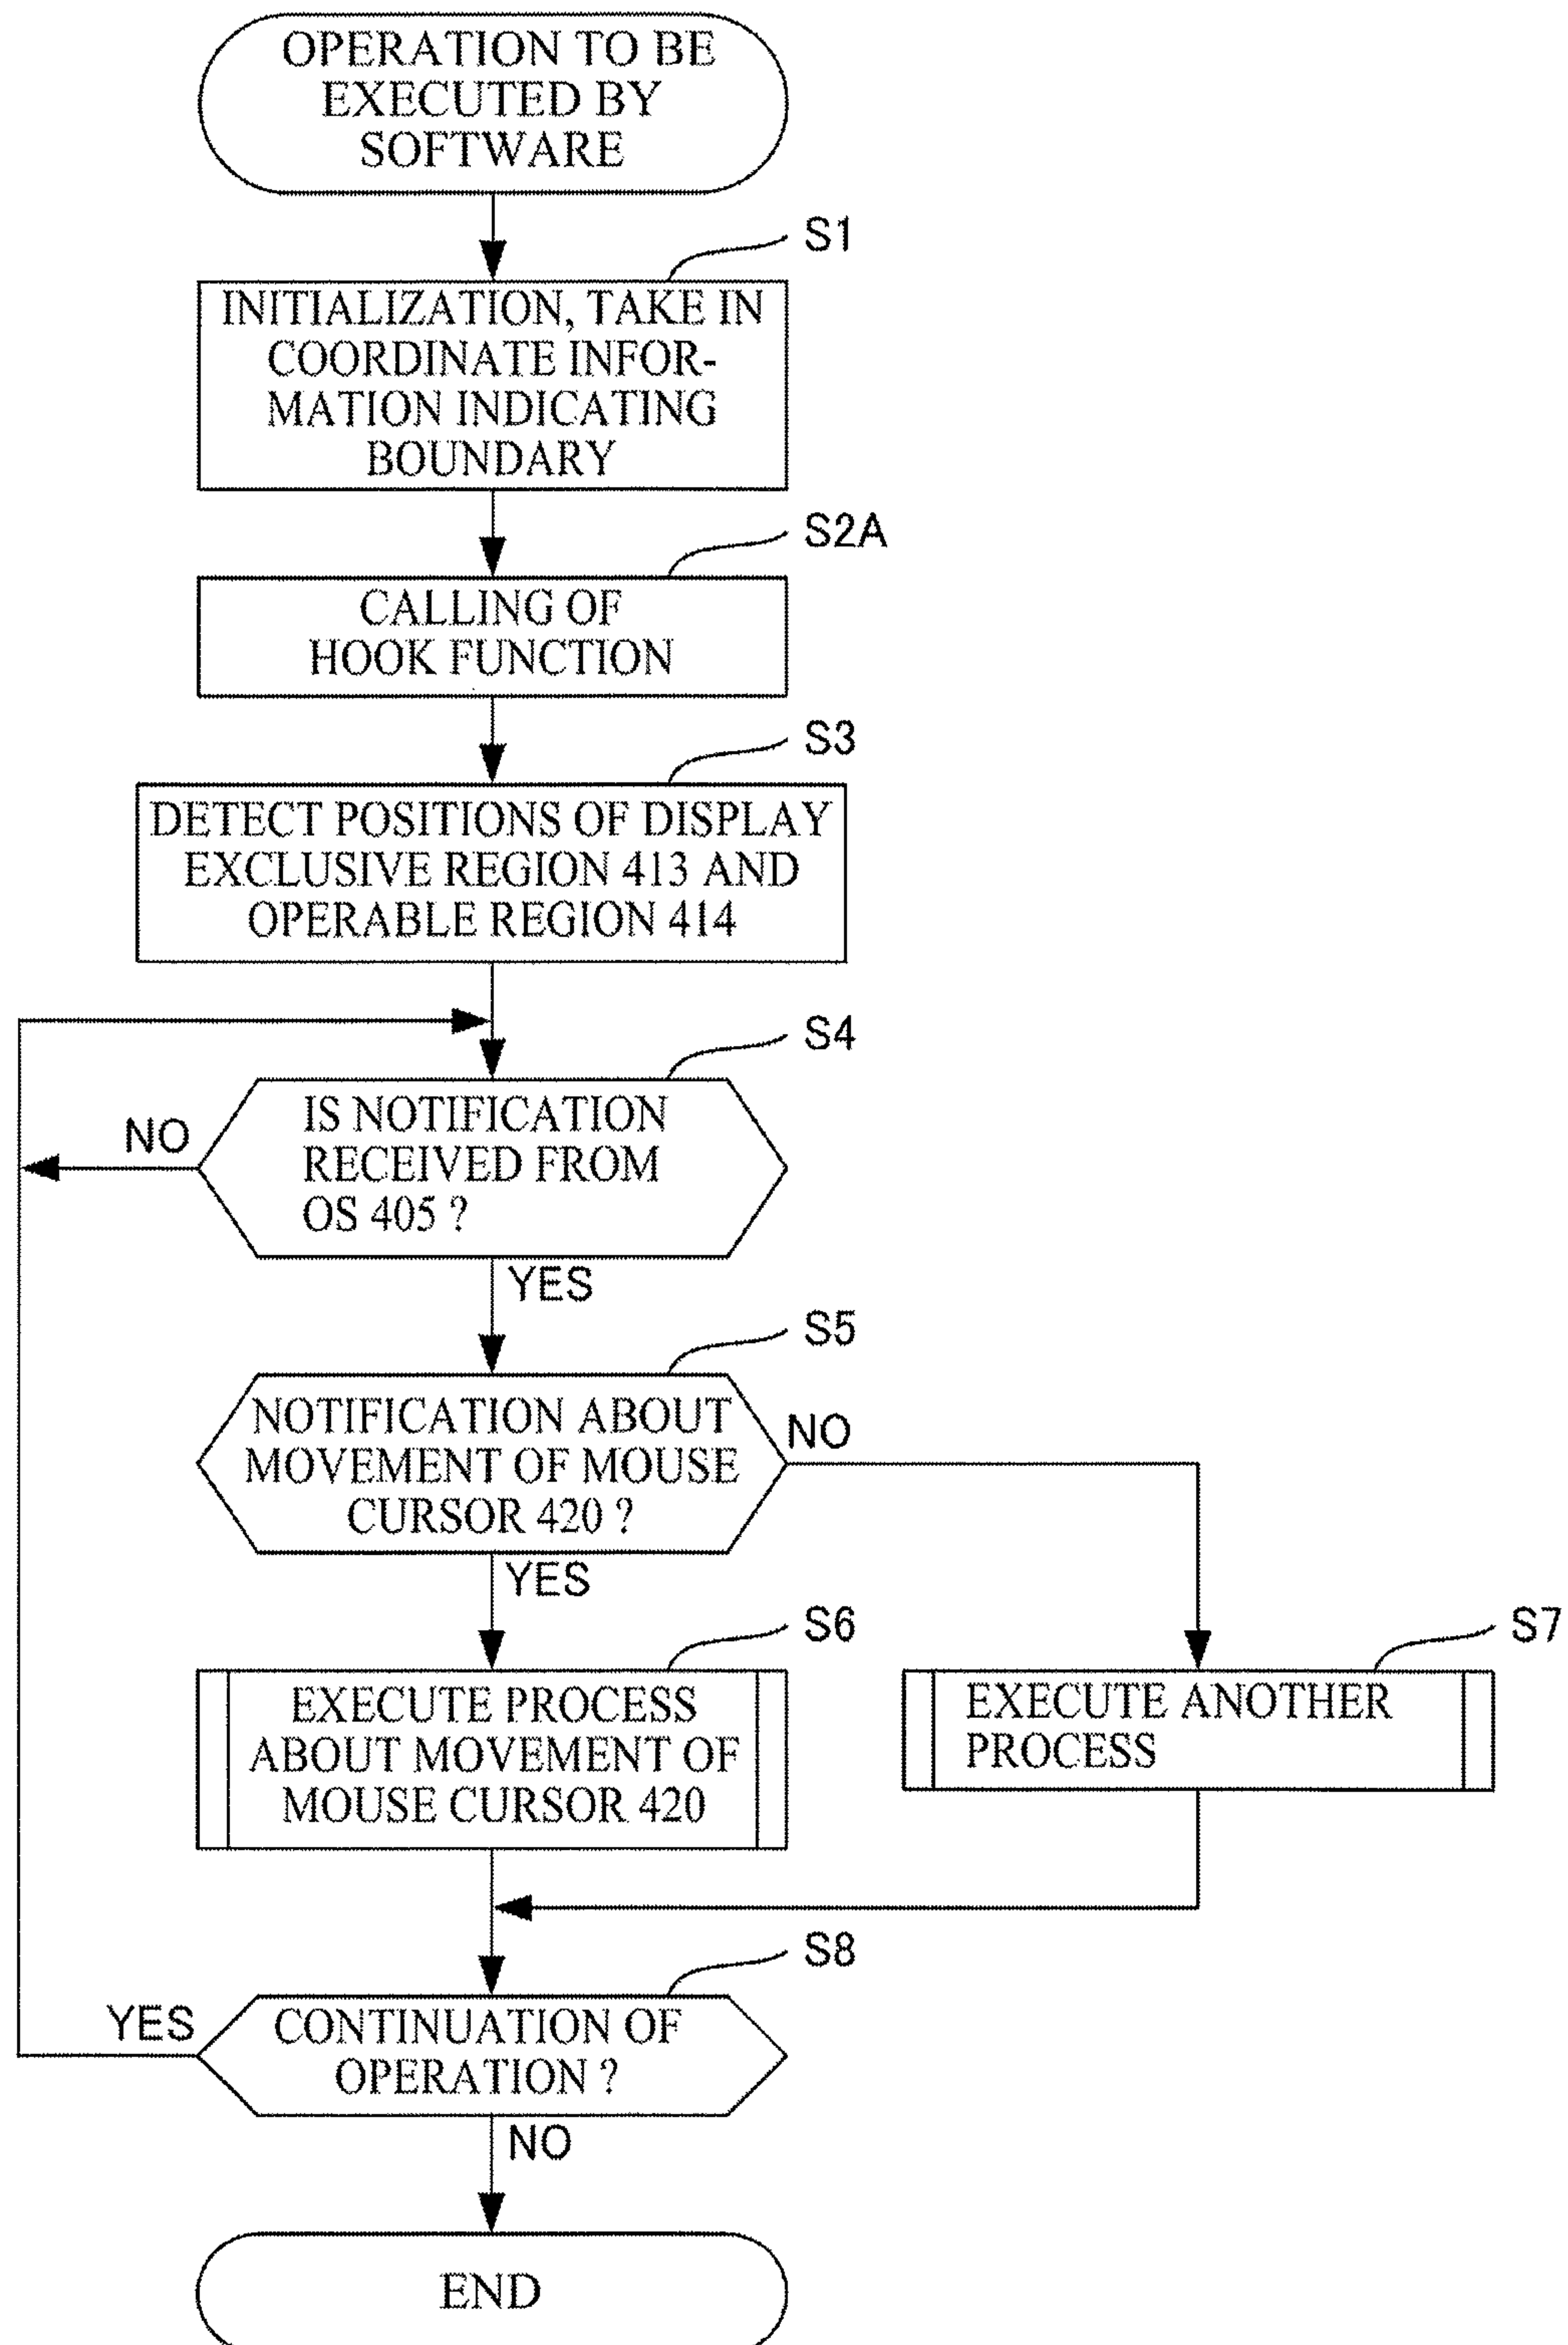 OPERATION TO BE
EXECUTED BY
SOFTWARE
S1
INITIALIZATION, TAKE IN
COORDINATE INFOR-
MATION INDICATING
BOUNDARY
S2A
CALLING OF
HOOK FUNCTION
S3
DETECT POSITIONS OF DISPLAY
EXCLUSIVE REGION 413 AND
OPERABLE REGION 414
S4
IS NOTIFICATION
RECEIVED FROM
OS 405 ?
NO
YES
S5
NOTIFICATION ABOUT
MOVEMENT OF MOUSE
CURSOR 420 ?
NO
YES
S6
EXECUTE PROCESS
ABOUT MOVEMENT OF
MOUSE CURSOR 420
S7
EXECUTE ANOTHER
PROCESS
S8
CONTINUATION OF
OPERATION ?
YES
NO
END